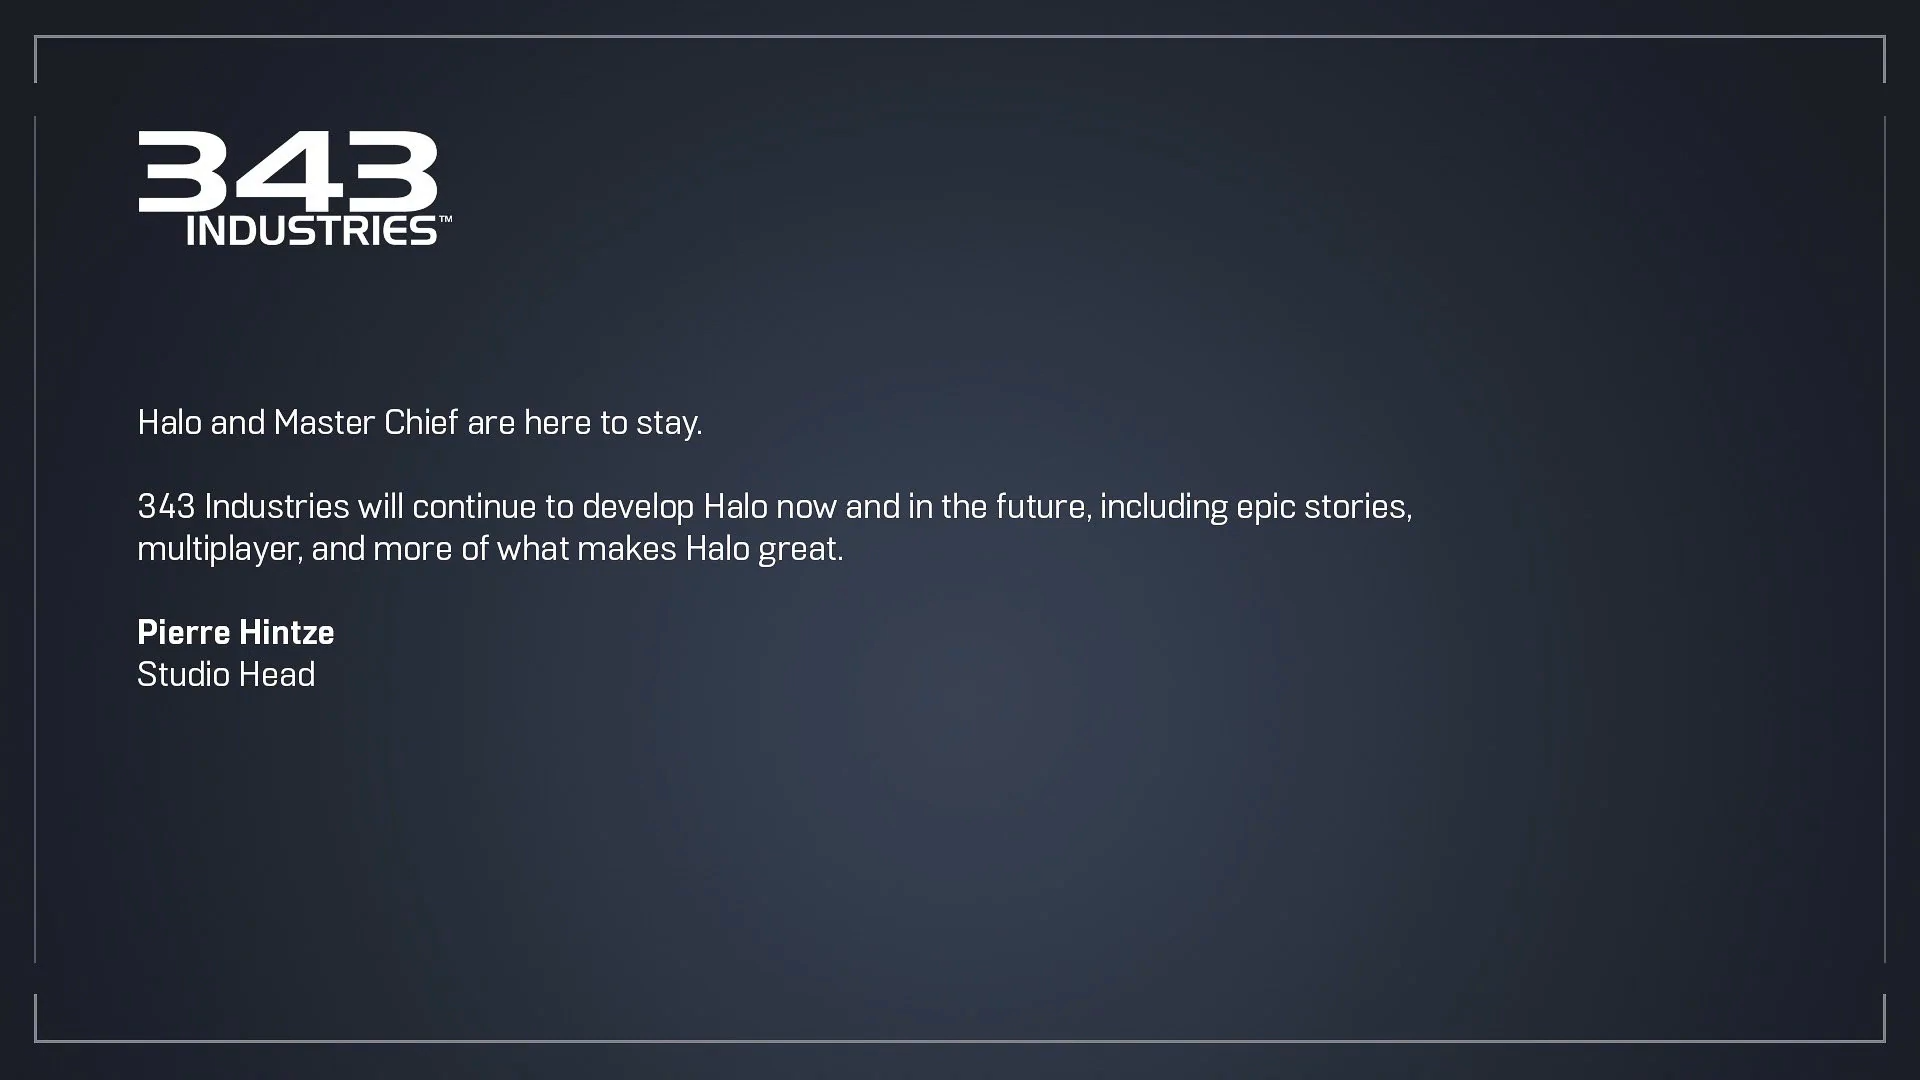 343
INDUSTRIES™
Halo and Master Chief are here to stay.
343 Industries will continue to develop Halo now and in the future, including epic stories,
multiplayer, and more of what makes Halo great.
Pierre Hintze
Studio Head